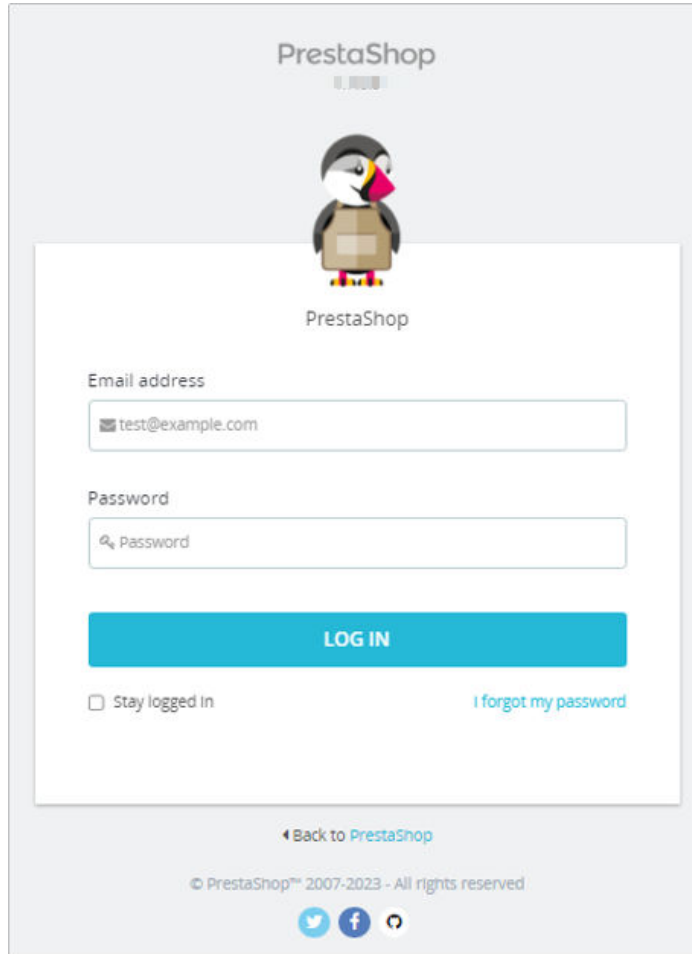 PrestaShop
PrestaShop
Email address
test@example.com
Password
Password
LOG IN
Stay logged in
I forgot my password
Back to PrestaShop
© PrestaShop™ 2007-2023 - All rights reserved